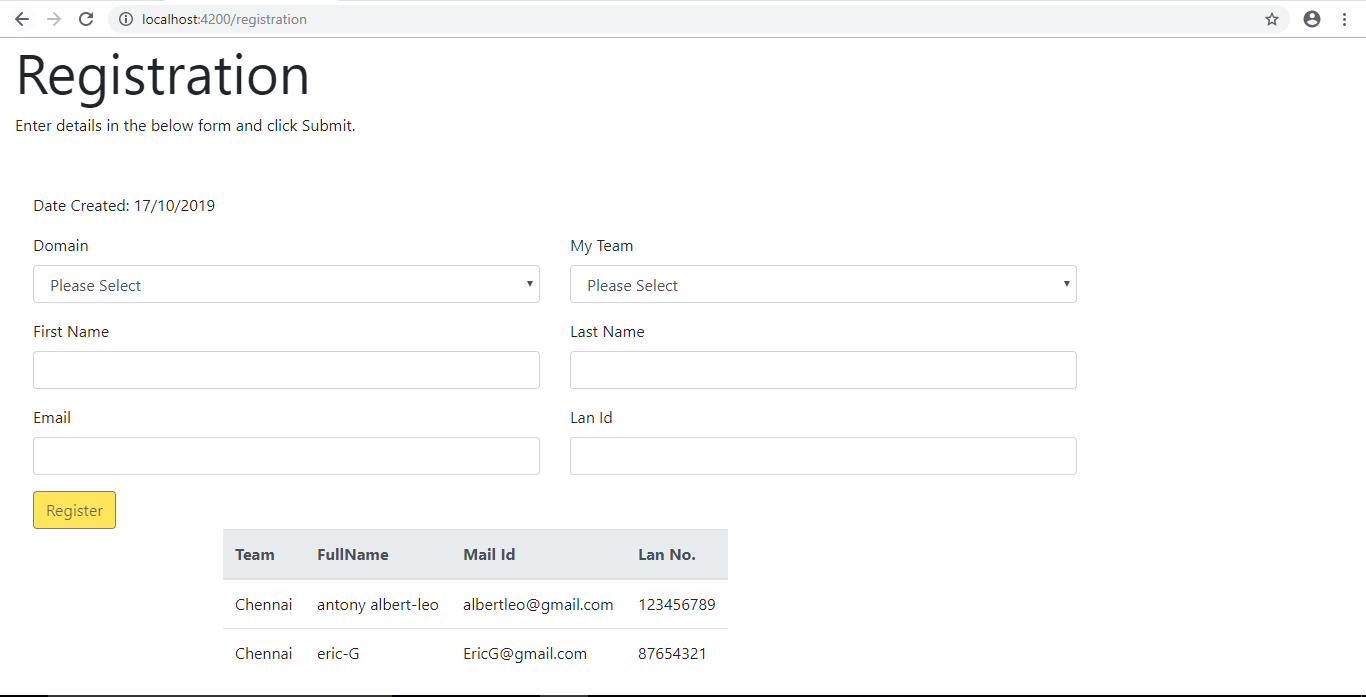 localhost:4200/registration
Registration
Enter details in the below form and click Submit.
Date Created: 17/10/2019
Domain My Team
Please Select Please Select
First Name Last Name
Email Lan Id
Register
Team FullName Mail Id Lan No.
Chennai antony albert-leo albertleo@gmail.com 123456789
Chennai eric-G EricG@gmail.com 87654321